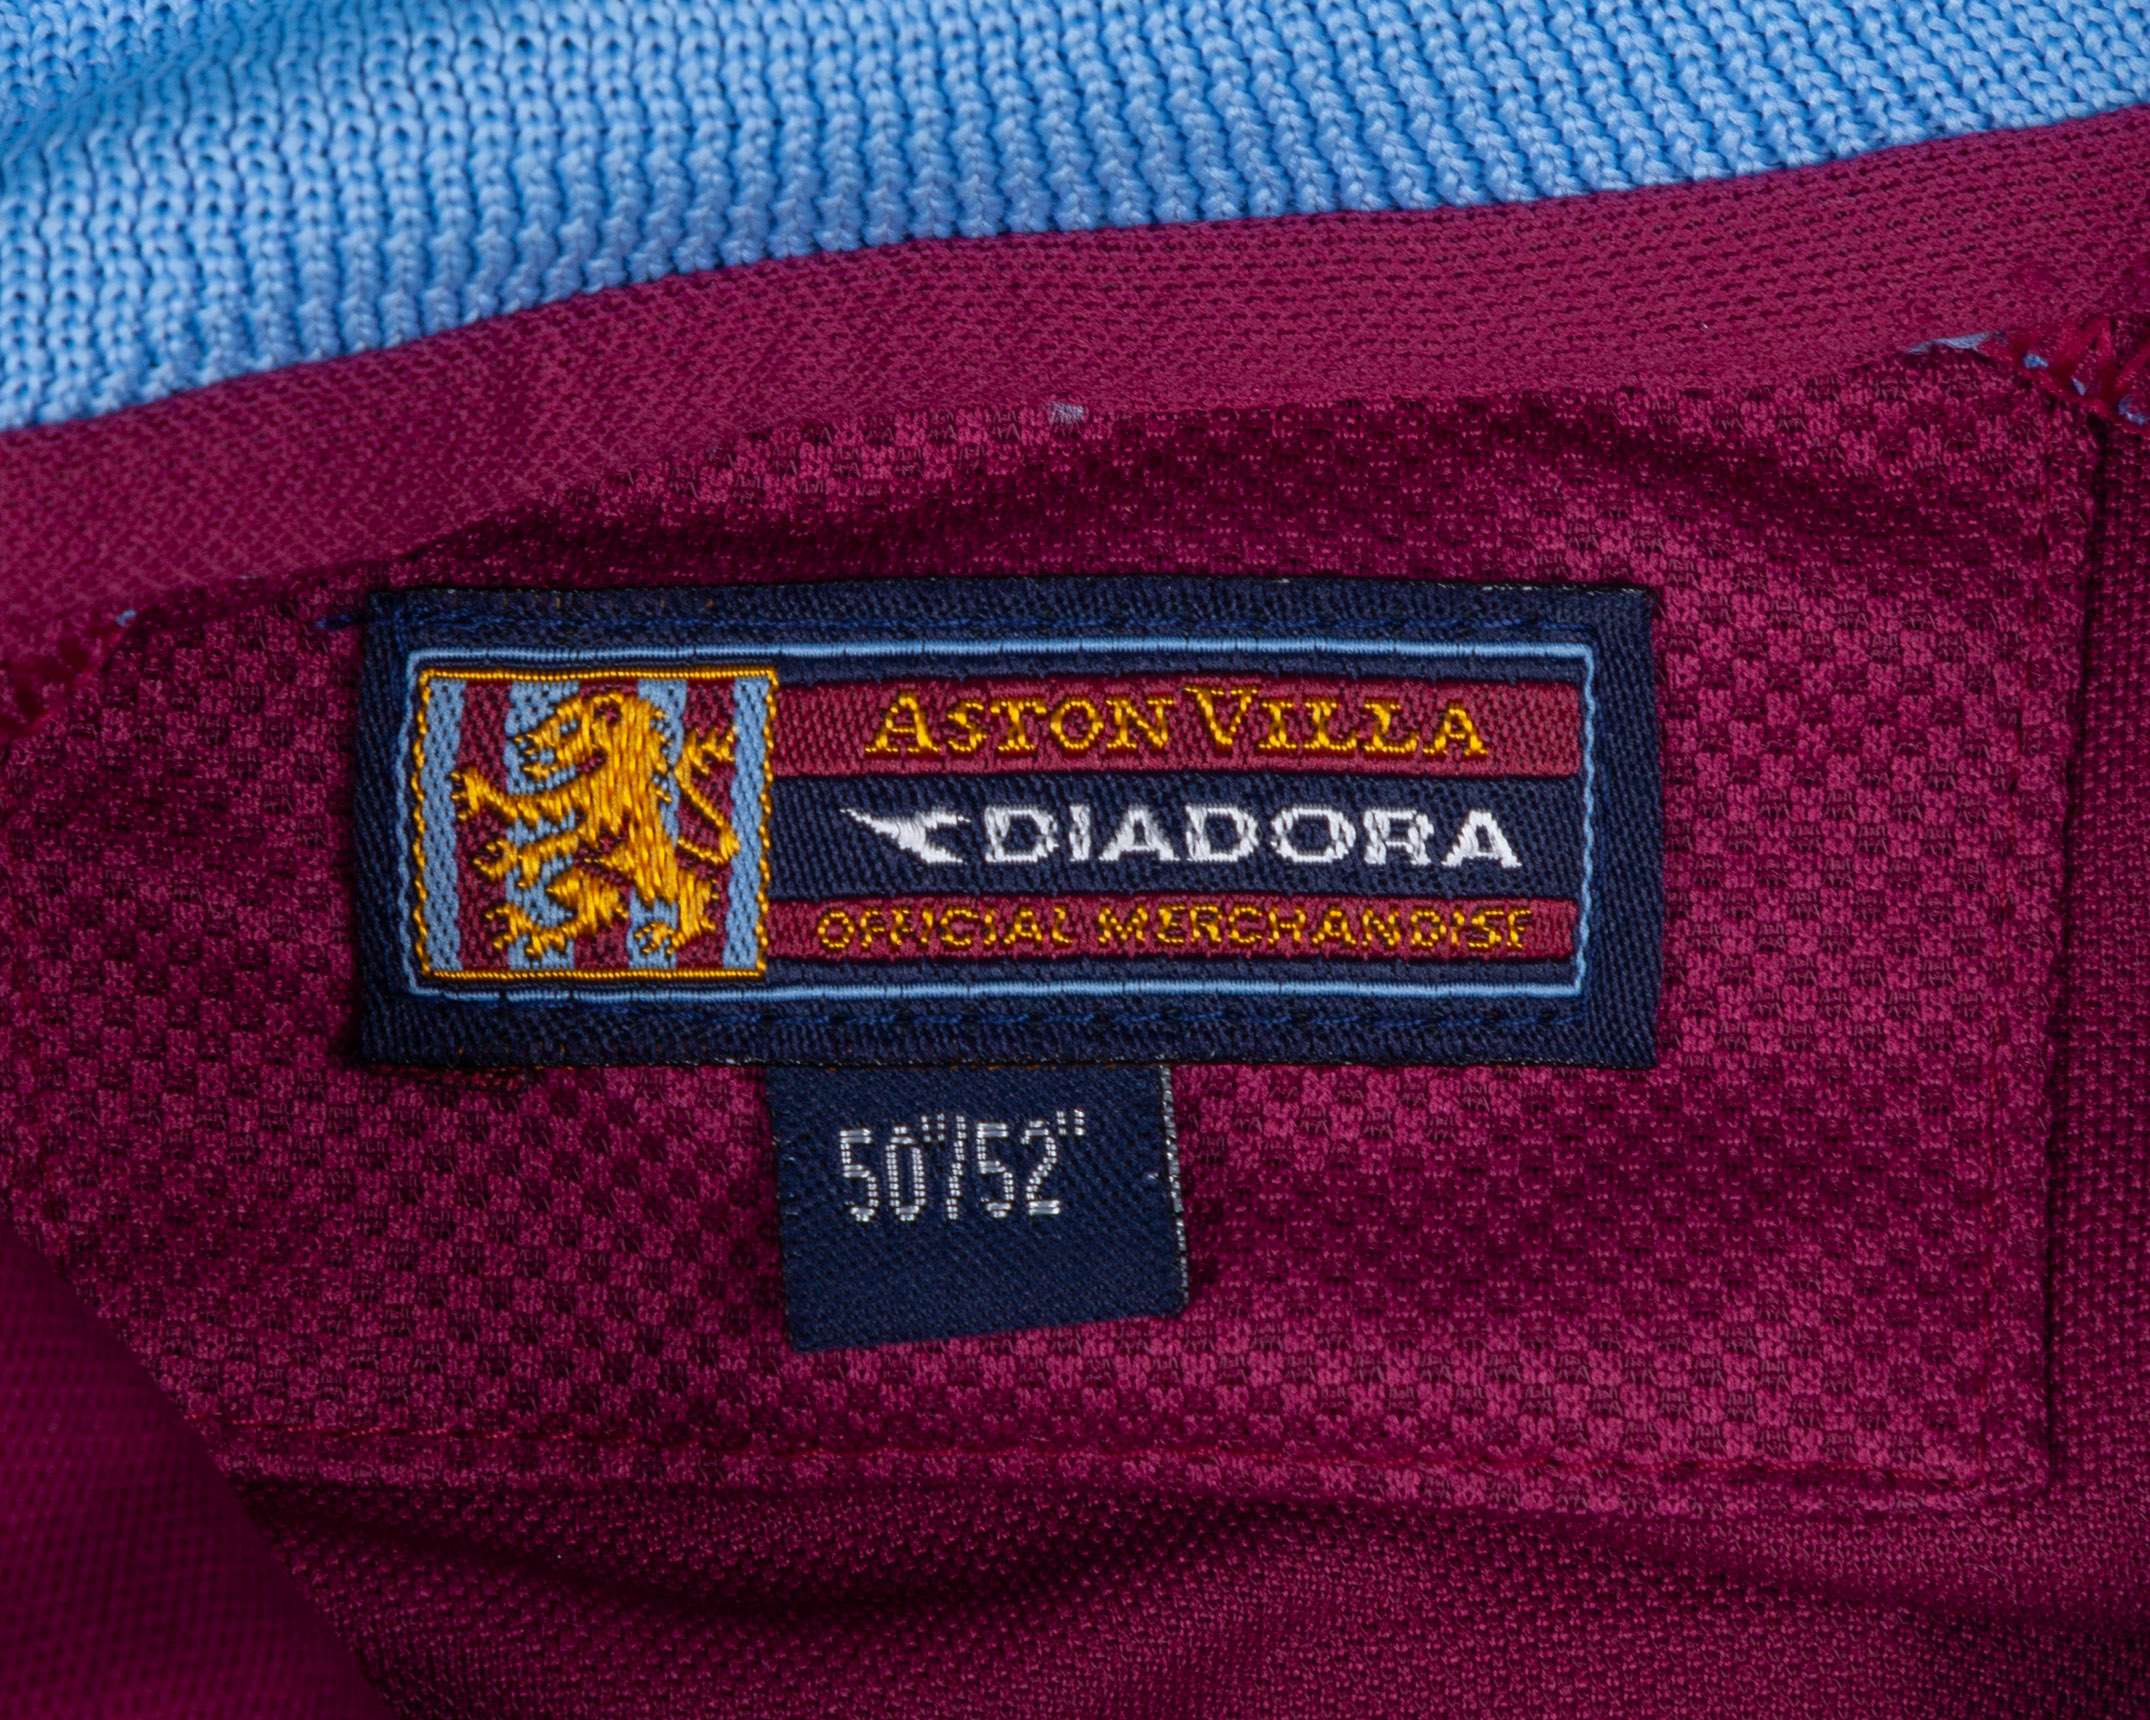 ASTON VILLA
DIADORA
OFFICIAL MERCHANDISE
50"/52"